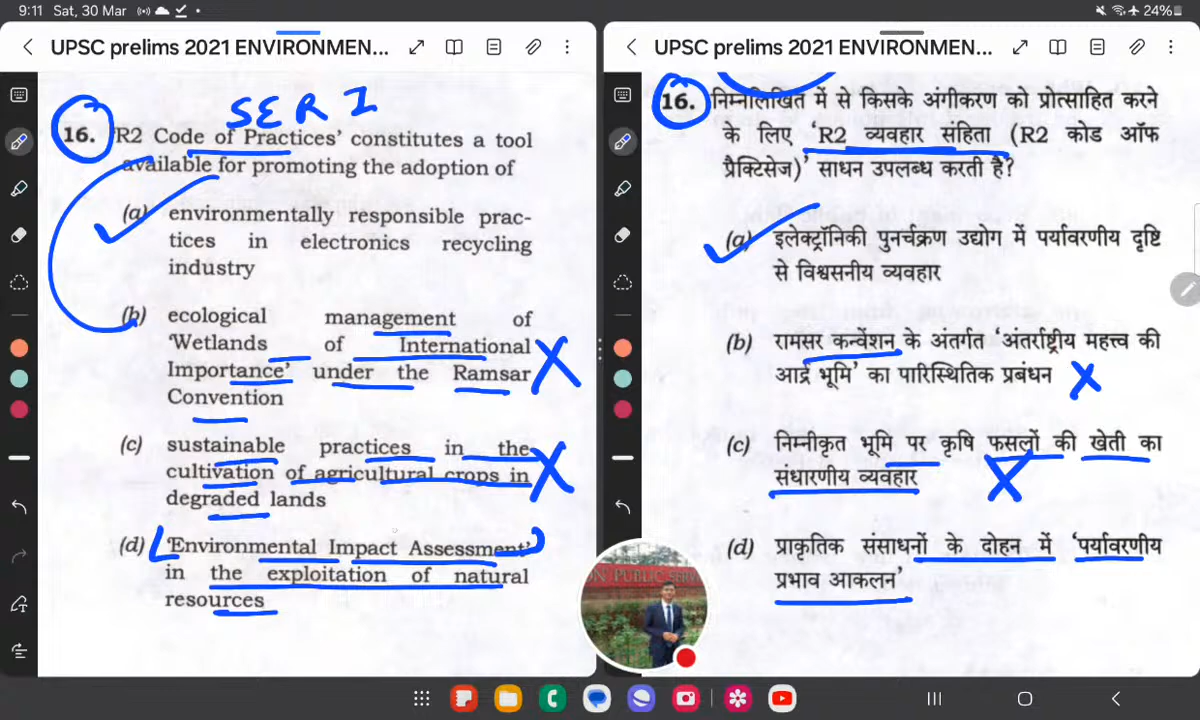 9:11 Sat, 30 Mar
24%
UPSC prelims 2021 ENVIRONMEN...
SERI
16. 'R2 Code of Practices' constitutes a tool
available for promoting the adoption of
(a) environmentally responsible prac-
tices in electronics recycling
industry
(b) ecological management of
'Wetlands of International
Importance' under the Ramsar
Convention
(c) sustainable practices in the
cultivation of agricultural crops in
degraded lands
(d) 'Environmental Impact Assessment'
in the exploitation of natural
resources
UPSC prelims 2021 ENVIRONMEN...
16. निम्नलिखित में से किसके अंगीकरण को प्रोत्साहित करने
के लिए 'R2 व्यवहार संहिता (R2 कोड ऑफ
प्रैक्टिसेज)' साधन उपलब्ध करती है?
(a) इलेक्ट्रॉनिकी पुनर्चक्रण उद्योग में पर्यावरणीय दृष्टि
से विश्वसनीय व्यवहार
(b) रामसर कन्वेंशन के अंतर्गत 'अंतर्राष्ट्रीय महत्त्व की
आर्द्र भूमि' का पारिस्थितिक प्रबंधन
(c) निम्नीकृत भूमि पर कृषि फसलों की खेती का
संधारणीय व्यवहार
(d) प्राकृतिक संसाधनों के दोहन में 'पर्यावरणीय
प्रभाव आकलन'
ON PUBLIC SERV